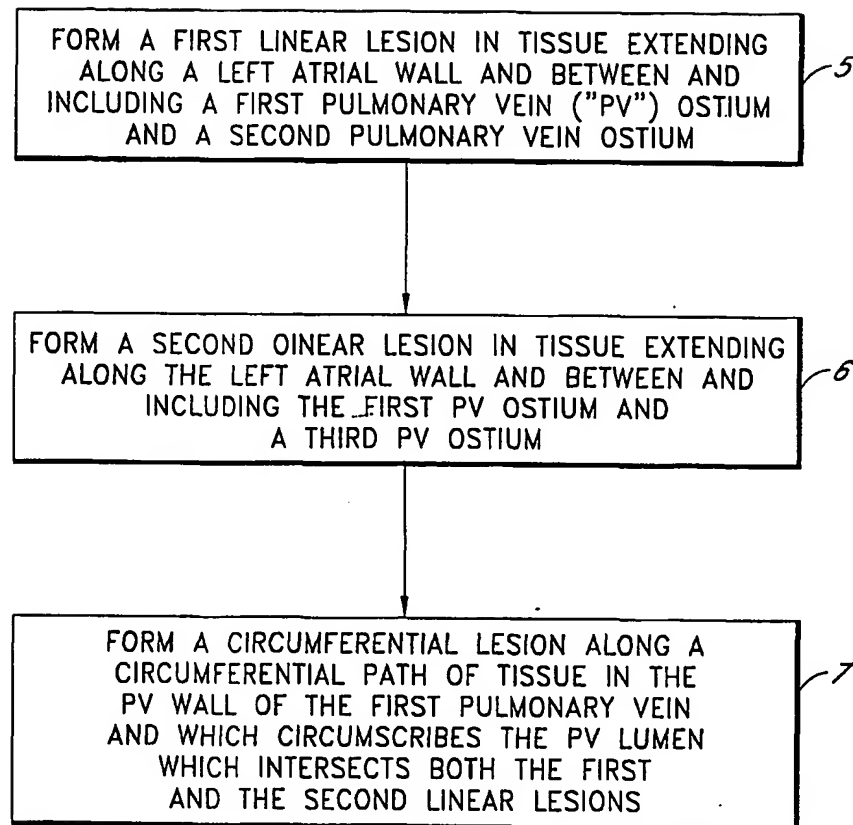 FORM A FIRST LINEAR LESION IN TISSUE EXTENDING
ALONG A LEFT ATRIAL WALL AND BETWEEN AND
INCLUDING A FIRST PULMONARY VEIN ("PV") OSTIUM
AND A SECOND PULMONARY VEIN OSTIUM
5
FORM A SECOND OINEAR LESION IN TISSUE EXTENDING
ALONG THE LEFT ATRIAL WALL AND BETWEEN AND
INCLUDING THE FIRST PV OSTIUM AND
A THIRD PV OSTIUM
6
FORM A CIRCUMFERENTIAL LESION ALONG A
CIRCUMFERENTIAL PATH OF TISSUE IN THE
PV WALL OF THE FIRST PULMONARY VEIN
AND WHICH CIRCUMSCRIBES THE PV LUMEN
WHICH INTERSECTS BOTH THE FIRST
AND THE SECOND LINEAR LESIONS
7